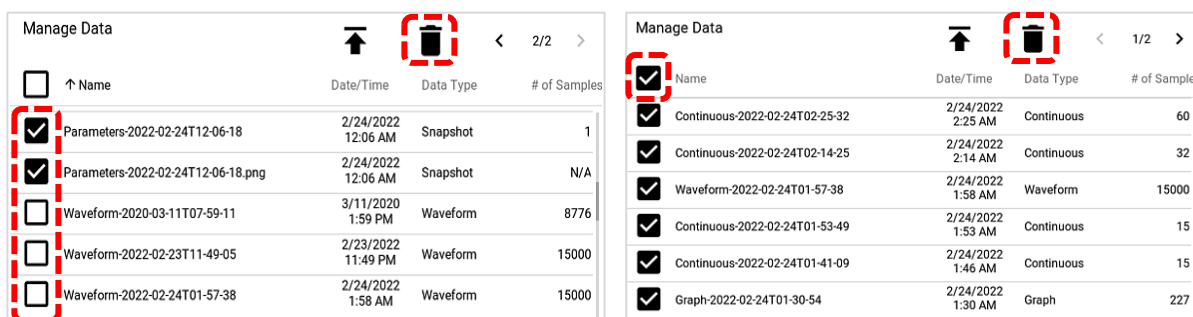 Manage Data
2/2
↑ Name Date/Time Data Type # of Samples
Parameters-2022-02-24T12-06-18 2/24/2022 12:06 AM Snapshot 1
Parameters-2022-02-24T12-06-18.png 2/24/2022 12:06 AM Snapshot N/A
Waveform-2020-03-11T07-59-11 3/11/2020 1:59 PM Waveform 8776
Waveform-2022-02-23T11-49-05 2/23/2022 11:49 PM Waveform 15000
Waveform-2022-02-24T01-57-38 2/24/2022 1:58 AM Waveform 15000
Manage Data
1/2
Name Date/Time Data Type # of Sample
Continuous-2022-02-24T02-25-32 2/24/2022 2:25 AM Continuous 60
Continuous-2022-02-24T02-14-25 2/24/2022 2:14 AM Continuous 32
Waveform-2022-02-24T01-57-38 2/24/2022 1:58 AM Waveform 15000
Continuous-2022-02-24T01-53-49 2/24/2022 1:53 AM Continuous 15
Continuous-2022-02-24T01-41-09 2/24/2022 1:46 AM Continuous 15
Graph-2022-02-24T01-30-54 2/24/2022 1:30 AM Graph 227